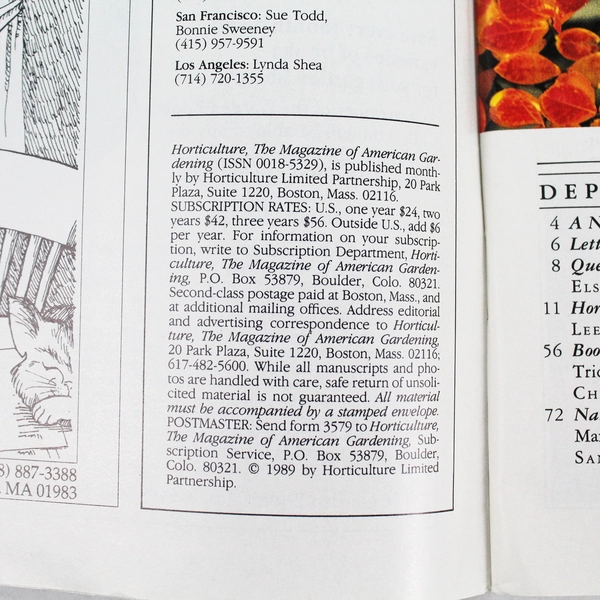 San Francisco: Sue Todd,
Bonnie Sweeney
(415) 957-9591
Los Angeles: Lynda Shea
(714) 720-1355
Horticulture, The Magazine of American Gar-
dening (ISSN 0018-5329), is published month-
ly by Horticulture Limited Partnership, 20 Park
Plaza, Suite 1220, Boston, Mass. 02116.
SUBSCRIPTION RATES: U.S., one year $24, two
years $42, three years $56. Outside U.S., add $6
per year. For information on your subscrip-
tion, write to Subscription Department, Horti-
culture, The Magazine of American Garden-
ing, P.O. Box 53879, Boulder, Colo. 80321.
Second-class postage paid at Boston, Mass., and
at additional mailing offices. Address editorial
and advertising correspondence to Horticul-
ture, The Magazine of American Gardening,
20 Park Plaza, Suite 1220, Boston, Mass. 02116;
617-482-5600. While all manuscripts and pho-
tos are handled with care, safe return of unsoli-
cited material is not guaranteed. All material
must be accompanied by a stamped envelope.
POSTMASTER: Send form 3579 to Horticulture,
The Magazine of American Gardening, Sub-
scription Service, P.O. Box 53879, Boulder,
Colo. 80321. © 1989 by Horticulture Limited
Partnership.
8) 887-3388
MA 01983
DEP
4 A N
6 Lett
8 Que
ELS
11 Hor
LEE
56 Boo
Tric
CH
72 Na
Mar
SAN